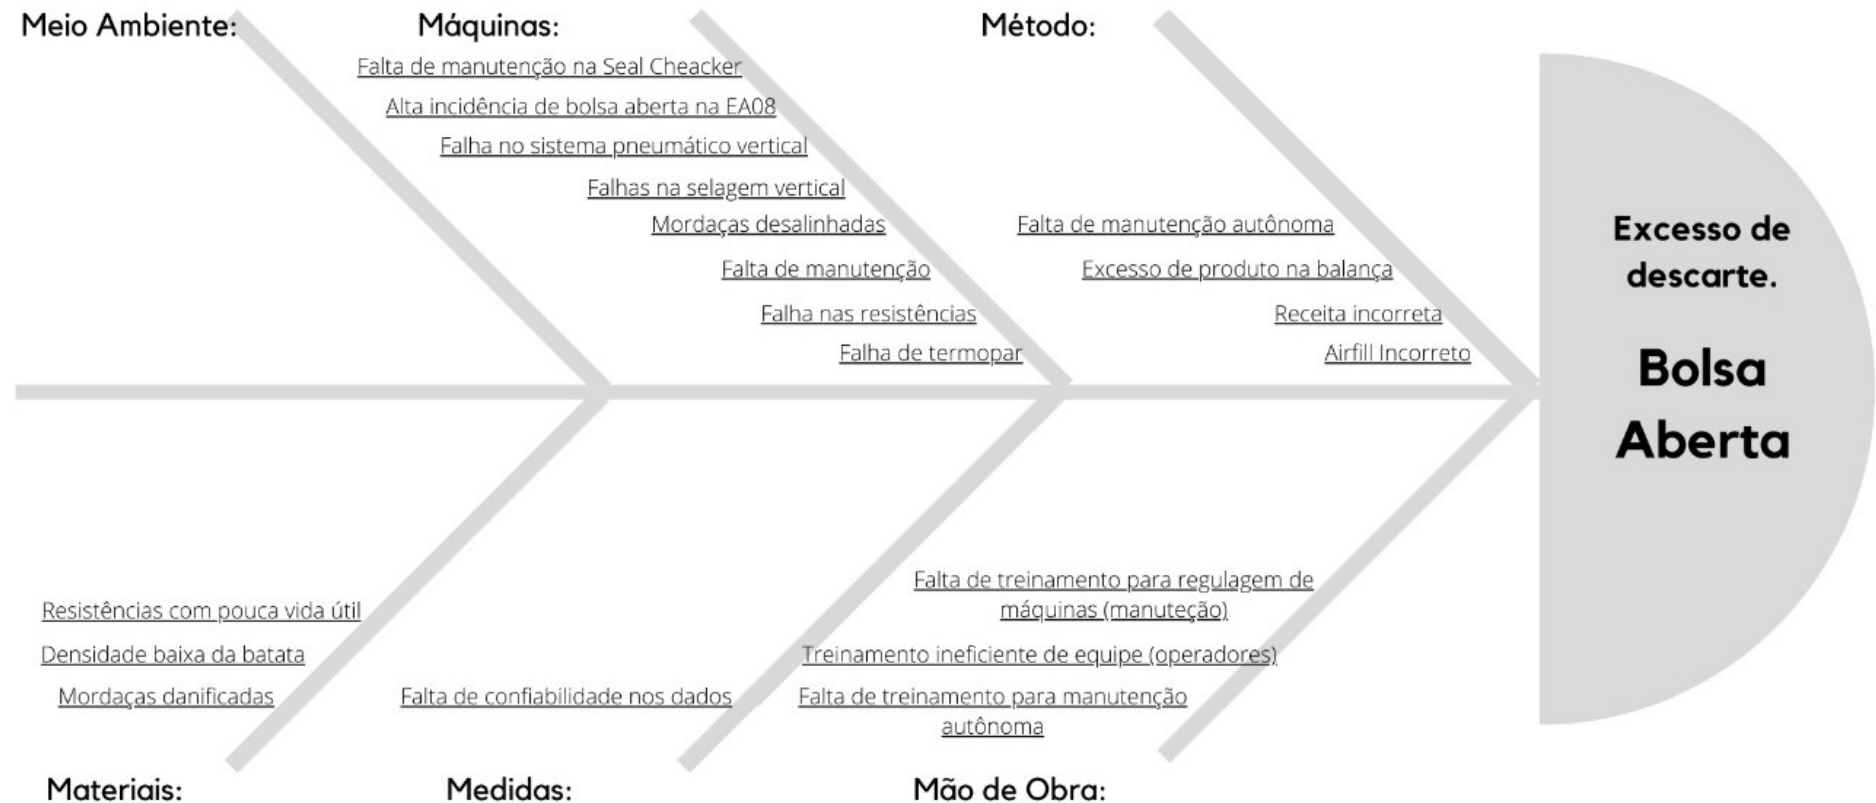 Meio Ambiente:
Máquinas:
Falta de manutenção na Seal Cheacker
Alta incidência de bolsa aberta na EA08
Falha no sistema pneumático vertical
Falhas na selagem vertical
Mordaças desalinhadas
Falta de manutenção
Falha nas resistências
Falha de termopar
Método:
Falta de manutenção autônoma
Excesso de produto na balança
Receita incorreta
Airfill Incorreto
Excesso de
descarte.
Bolsa
Aberta
Resistências com pouca vida útil
Densidade baixa da batata
Mordaças danificadas
Materiais:
Falta de confiabilidade nos dados
Medidas:
Falta de treinamento para regulagem de
máquinas (manuteção)
Treinamento ineficiente de equipe (operadores)
Falta de treinamento para manutenção
autônoma
Mão de Obra: